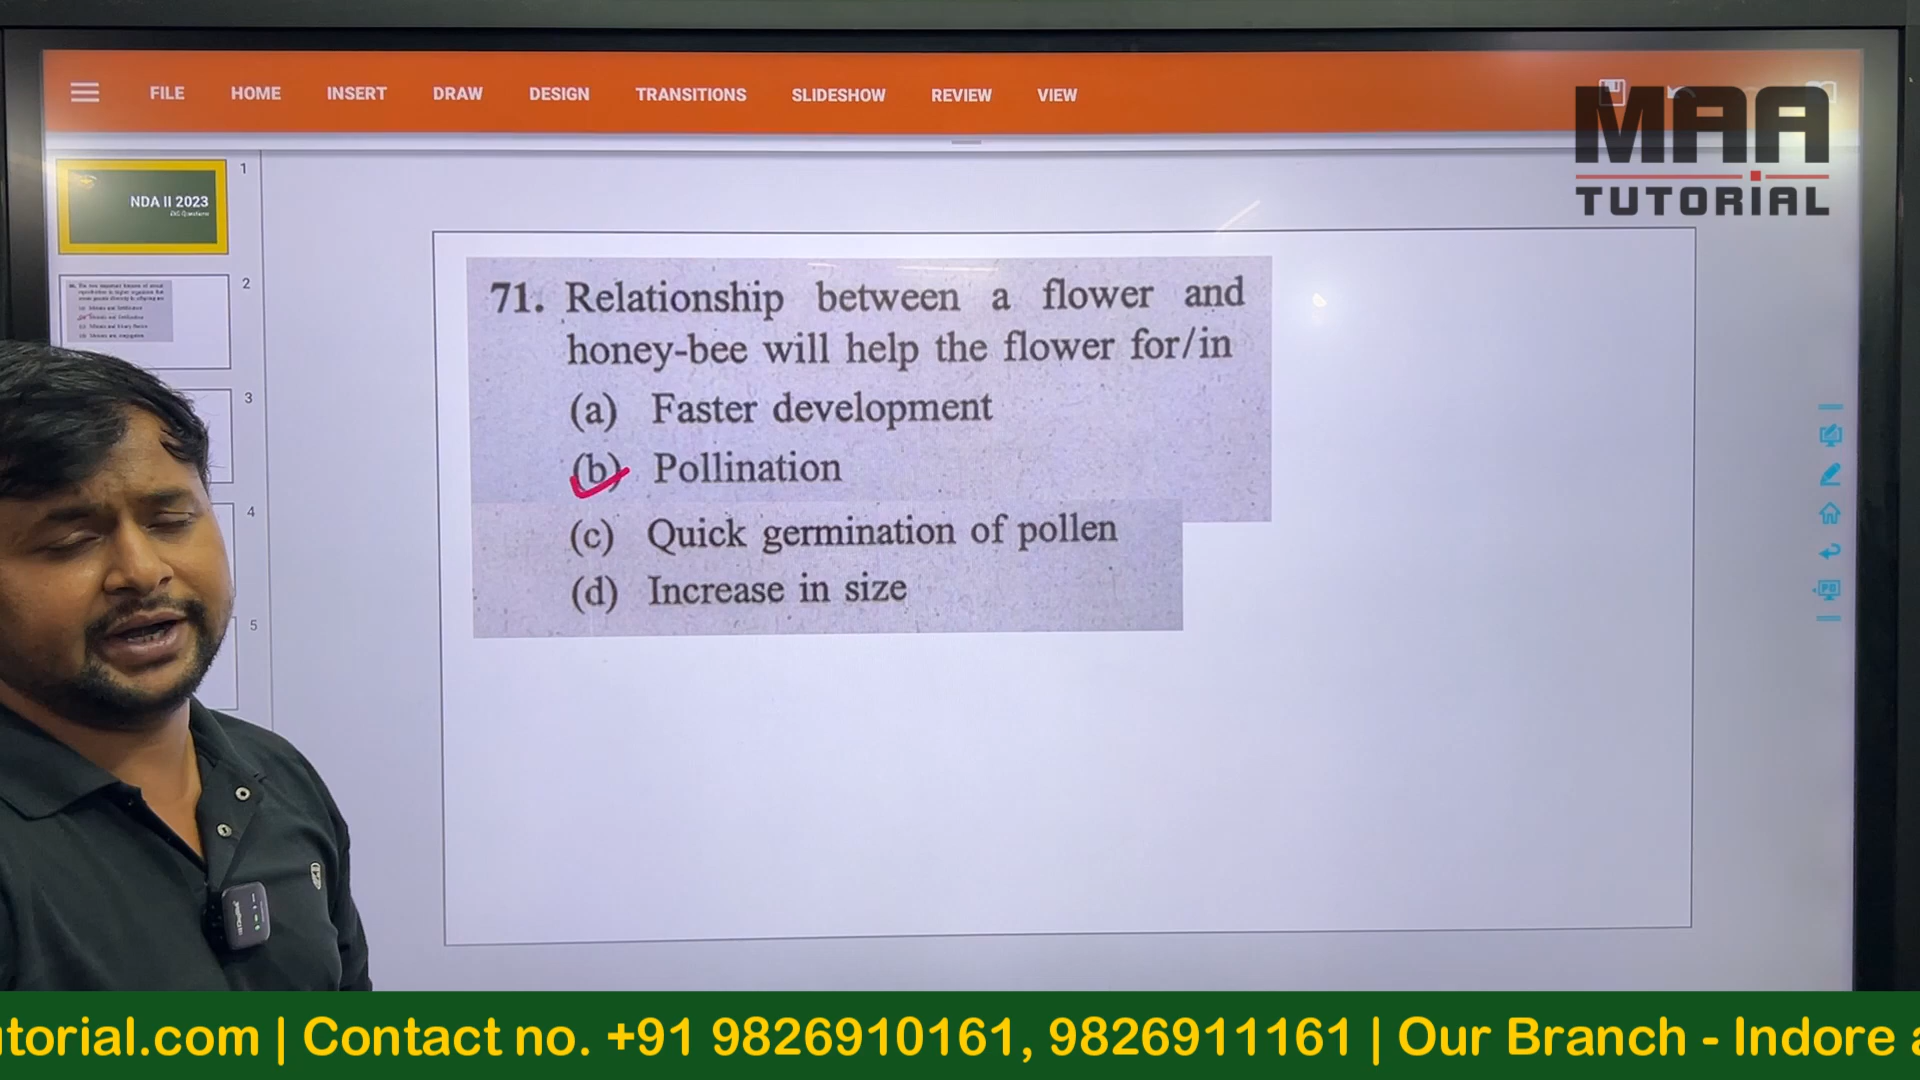 FILE HOME INSERT DRAW DESIGN TRANSITIONS SLIDESHOW REVIEW VIEW
MAA
TUTORIAL
1
NDA II 2023
2
3
4
5
71. Relationship between a flower and
honey-bee will help the flower for/in
(a) Faster development
(b) Pollination
(c) Quick germination of pollen
(d) Increase in size
utorial.com | Contact no. +91 9826910161, 9826911161 | Our Branch - Indore